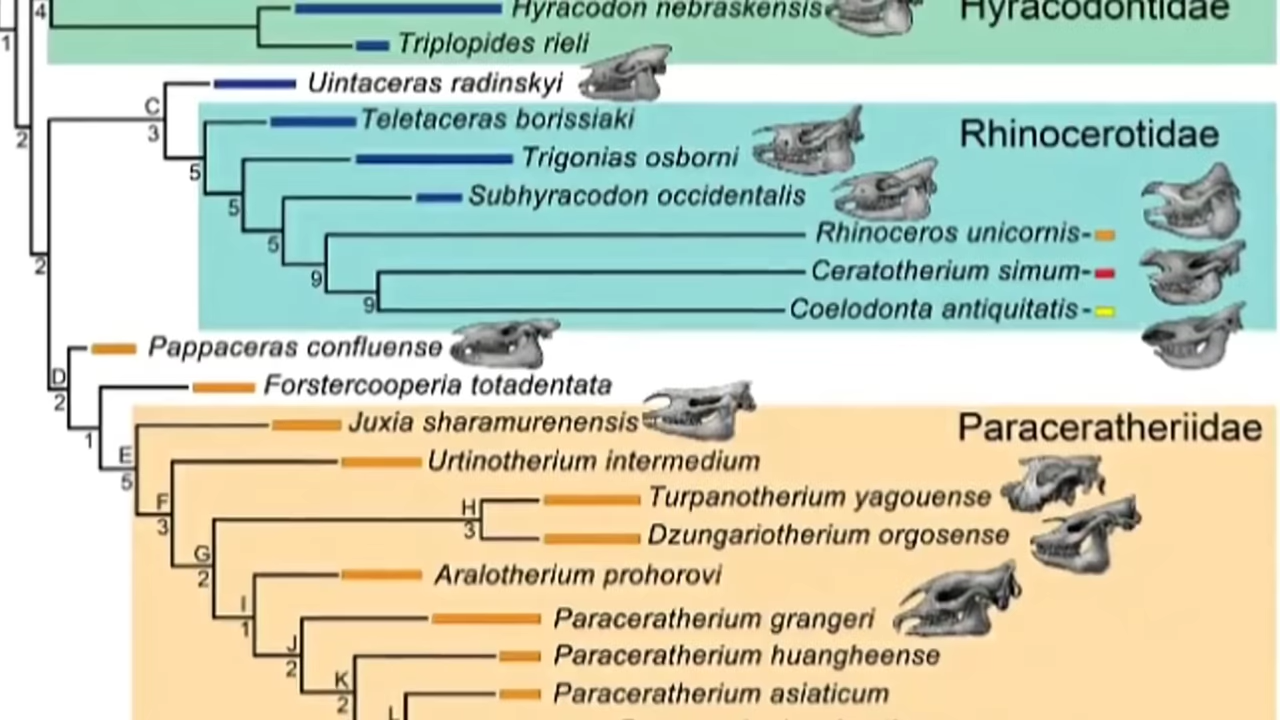 4
Hyracodon nebraskensis
Hyracodontidae
1
Triplopides rieli
Uintaceras radinskyi
C
3
2
Teletaceras borissiaki
Rhinocerotidae
Trigonias osborni
5
Subhyracodon occidentalis
5
Rhinoceros unicornis-
5
2
Ceratotherium simum-
9
9
Coelodonta antiquitatis-
Pappaceras confluense
D
2
Forstercooperia totadentata
Juxia sharamurenensis
Paraceratheriidae
1
E
5
Urtinotherium intermedium
F
3
Turpanotherium yagouense
H
3
Dzungariotherium orgosense
G
2
Aralotherium prohorovi
I
1
Paraceratherium grangeri
J
2
Paraceratherium huangheense
K
2
Paraceratherium asiaticum
L